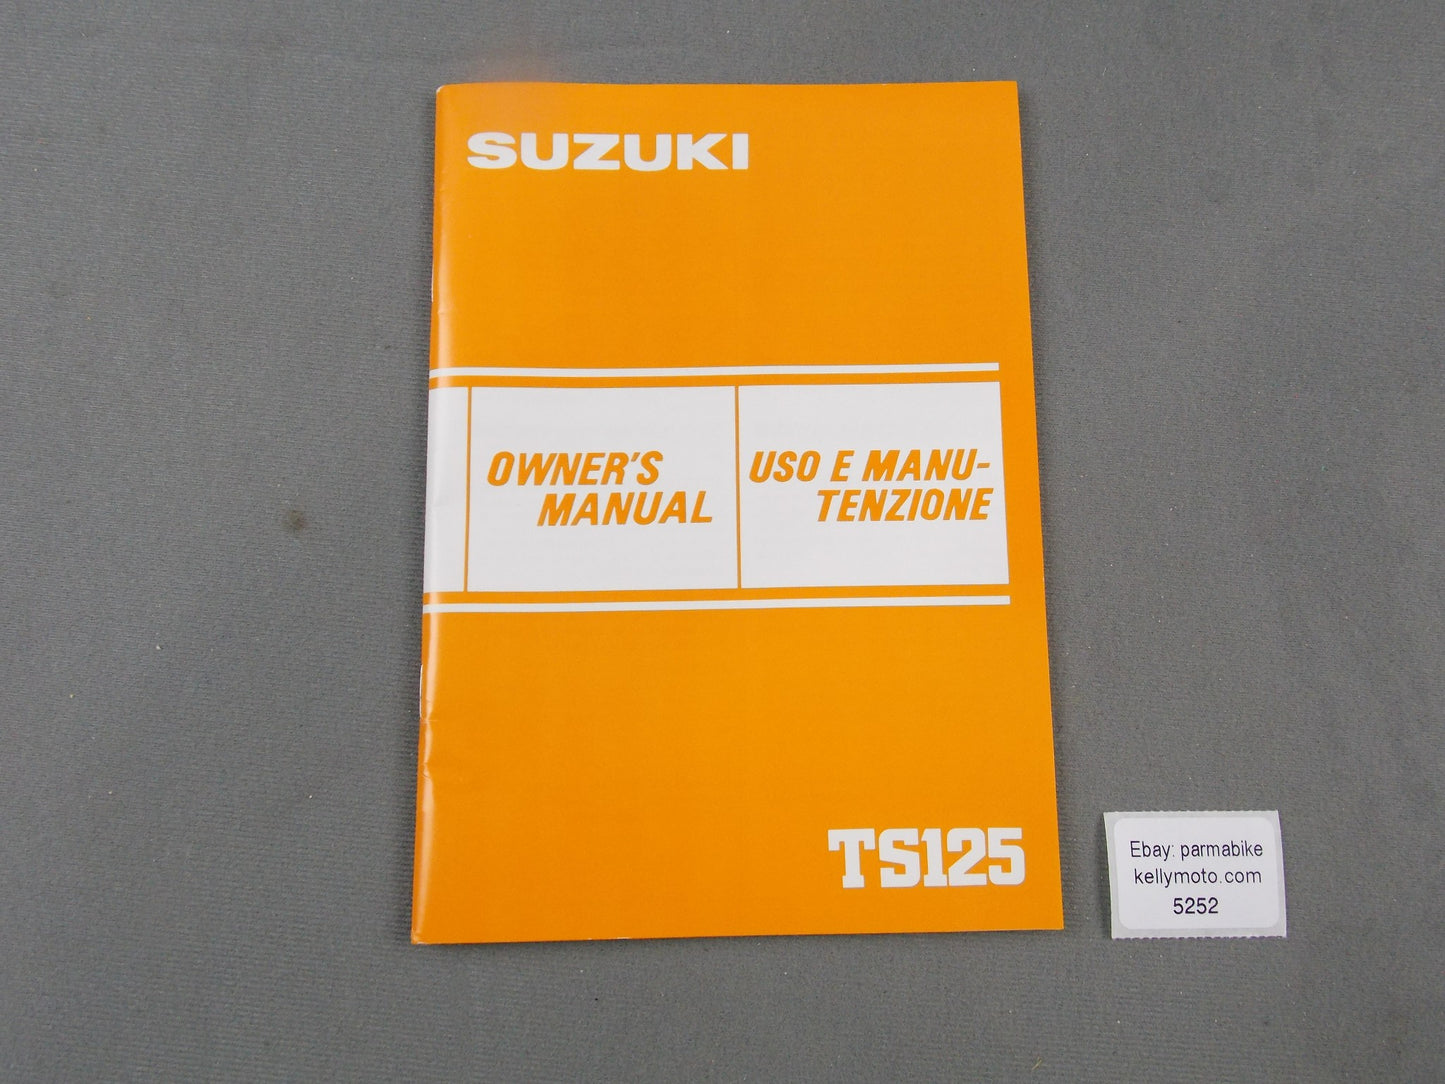 SUZUKI
OWNER'S
MANUAL
USO E MANU-
TENZIONE
TS125
Ebay: parmabike
kellymoto.com
5252